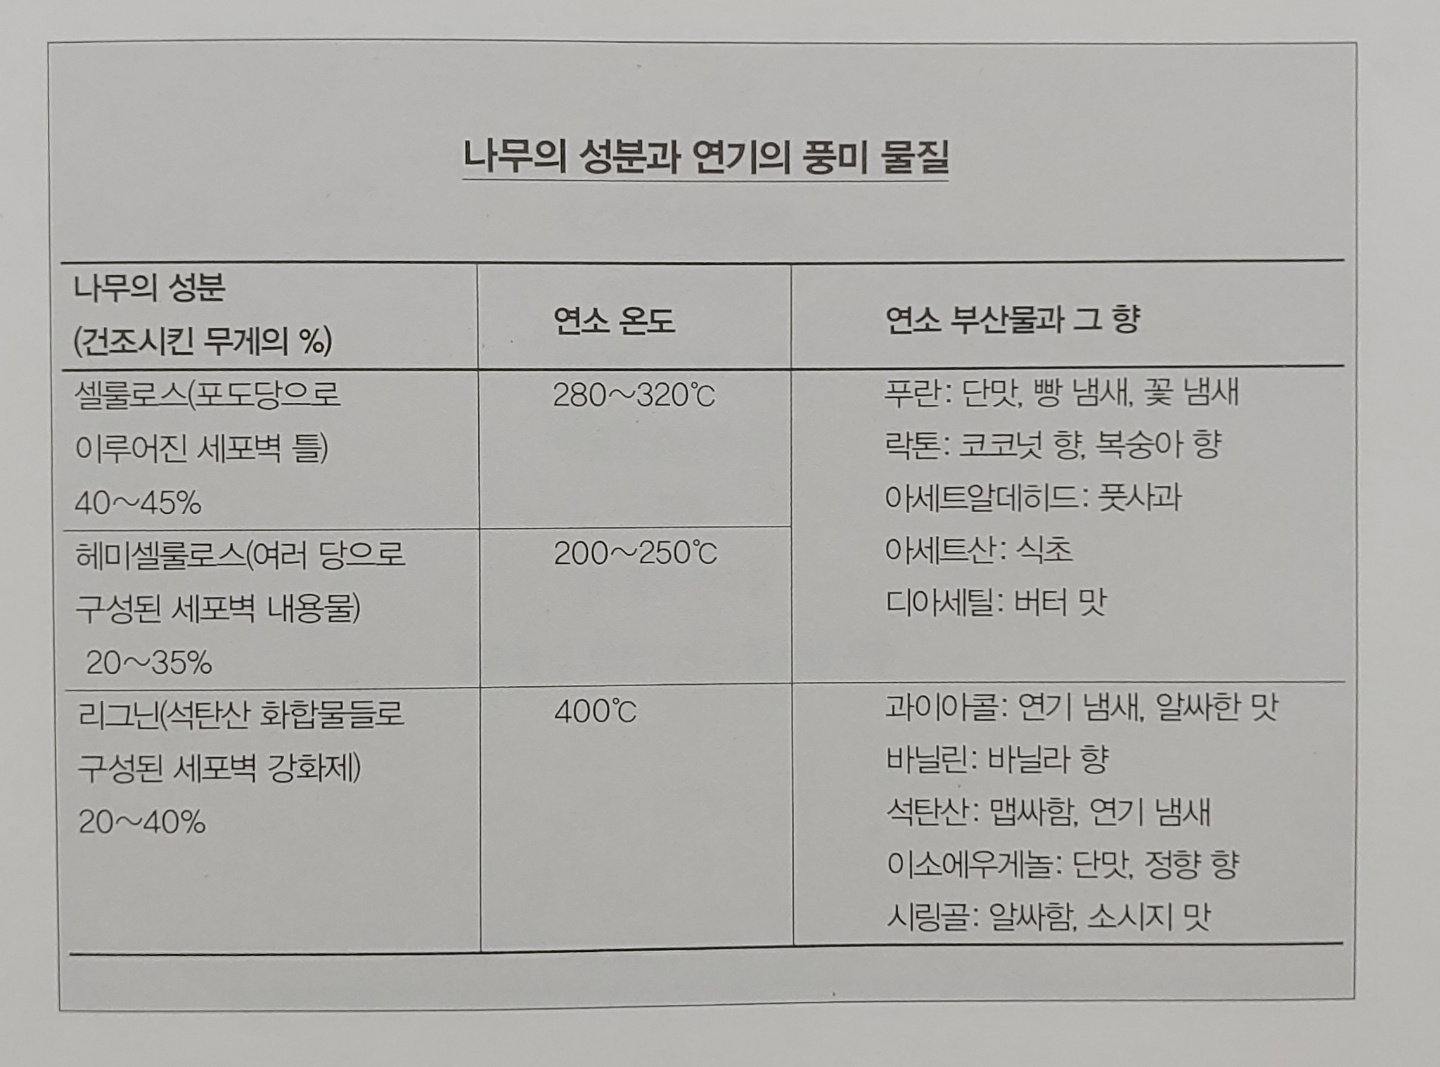 나무의 성분과 연기의 풍미 물질
나무의 성분
(건조시킨 무게의 %)
연소 온도
연소 부산물과 그 향
셀룰로스(포도당으로
이루어진 세포벽 틀)
40~45%
280~320℃
푸란: 단맛, 빵 냄새, 꽃 냄새
락톤: 코코넛 향, 복숭아 향
아세트알데히드: 풋사과
아세트산: 식초
디아세틸: 버터 맛
헤미셀룰로스(여러 당으로
구성된 세포벽 내용물)
20~35%
200~250℃
리그닌(석탄산 화합물들로
구성된 세포벽 강화제)
20~40%
400℃
과이아콜: 연기 냄새, 알싸한 맛
바닐린: 바닐라 향
석탄산: 맵싸함, 연기 냄새
이소에우게놀: 단맛, 정향 향
시링골: 알싸함, 소시지 맛